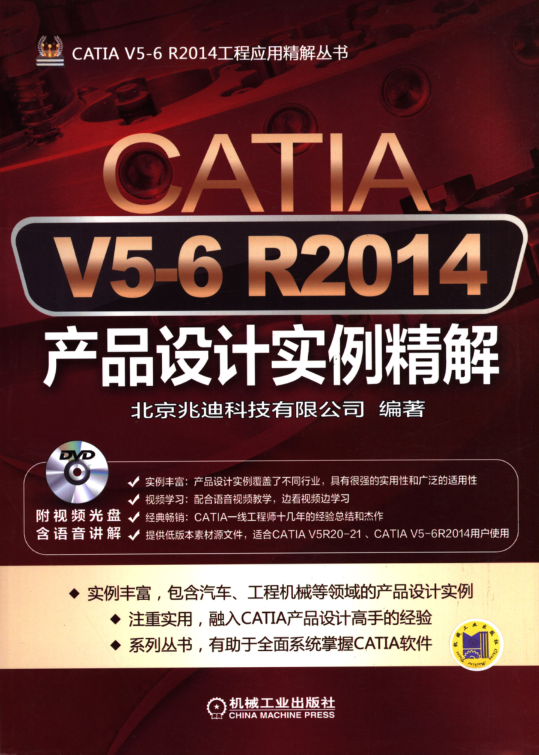 CATIA V5-6 R2014工程应用精解丛书
CATIA
V5-6 R2014
产品设计实例精解
北京兆迪科技有限公司 编著
DVD
附视频光盘
含语音讲解
✓ 实例丰富：产品设计实例覆盖了不同行业，具有很强的实用性和广泛的适用性
✓ 视频学习：配合语音视频教学，边看视频边学习
✓ 经典畅销：CATIA一线工程师十几年的经验总结和杰作
✓ 提供低版本素材源文件，适合CATIA V5R20-21 、CATIA V5-6R2014用户使用
◆ 实例丰富，包含汽车、工程机械等领域的产品设计实例
◆ 注重实用，融入CATIA产品设计高手的经验
◆ 系列丛书，有助于全面系统掌握CATIA软件
机械工业出版社
CHINA MACHINE PRESS